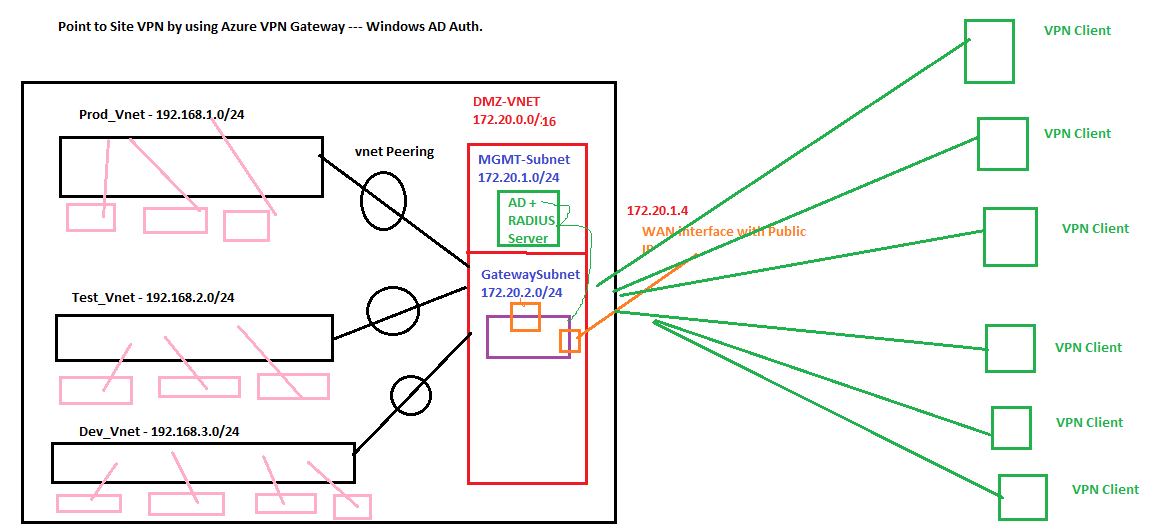 Point to Site VPN by using Azure VPN Gateway --- Windows AD Auth.
Prod_Vnet - 192.168.1.0/24
vnet Peering
DMZ-VNET
172.20.0.0/16
MGMT-Subnet
172.20.1.0/24
AD +
RADIUS
Server
172.20.1.4
WAN interface with Public
IP
GatewaySubnet
172.20.2.0/24
Test_Vnet - 192.168.2.0/24
Dev_Vnet - 192.168.3.0/24
VPN Client
VPN Client
VPN Client
VPN Client
VPN Client
VPN Client